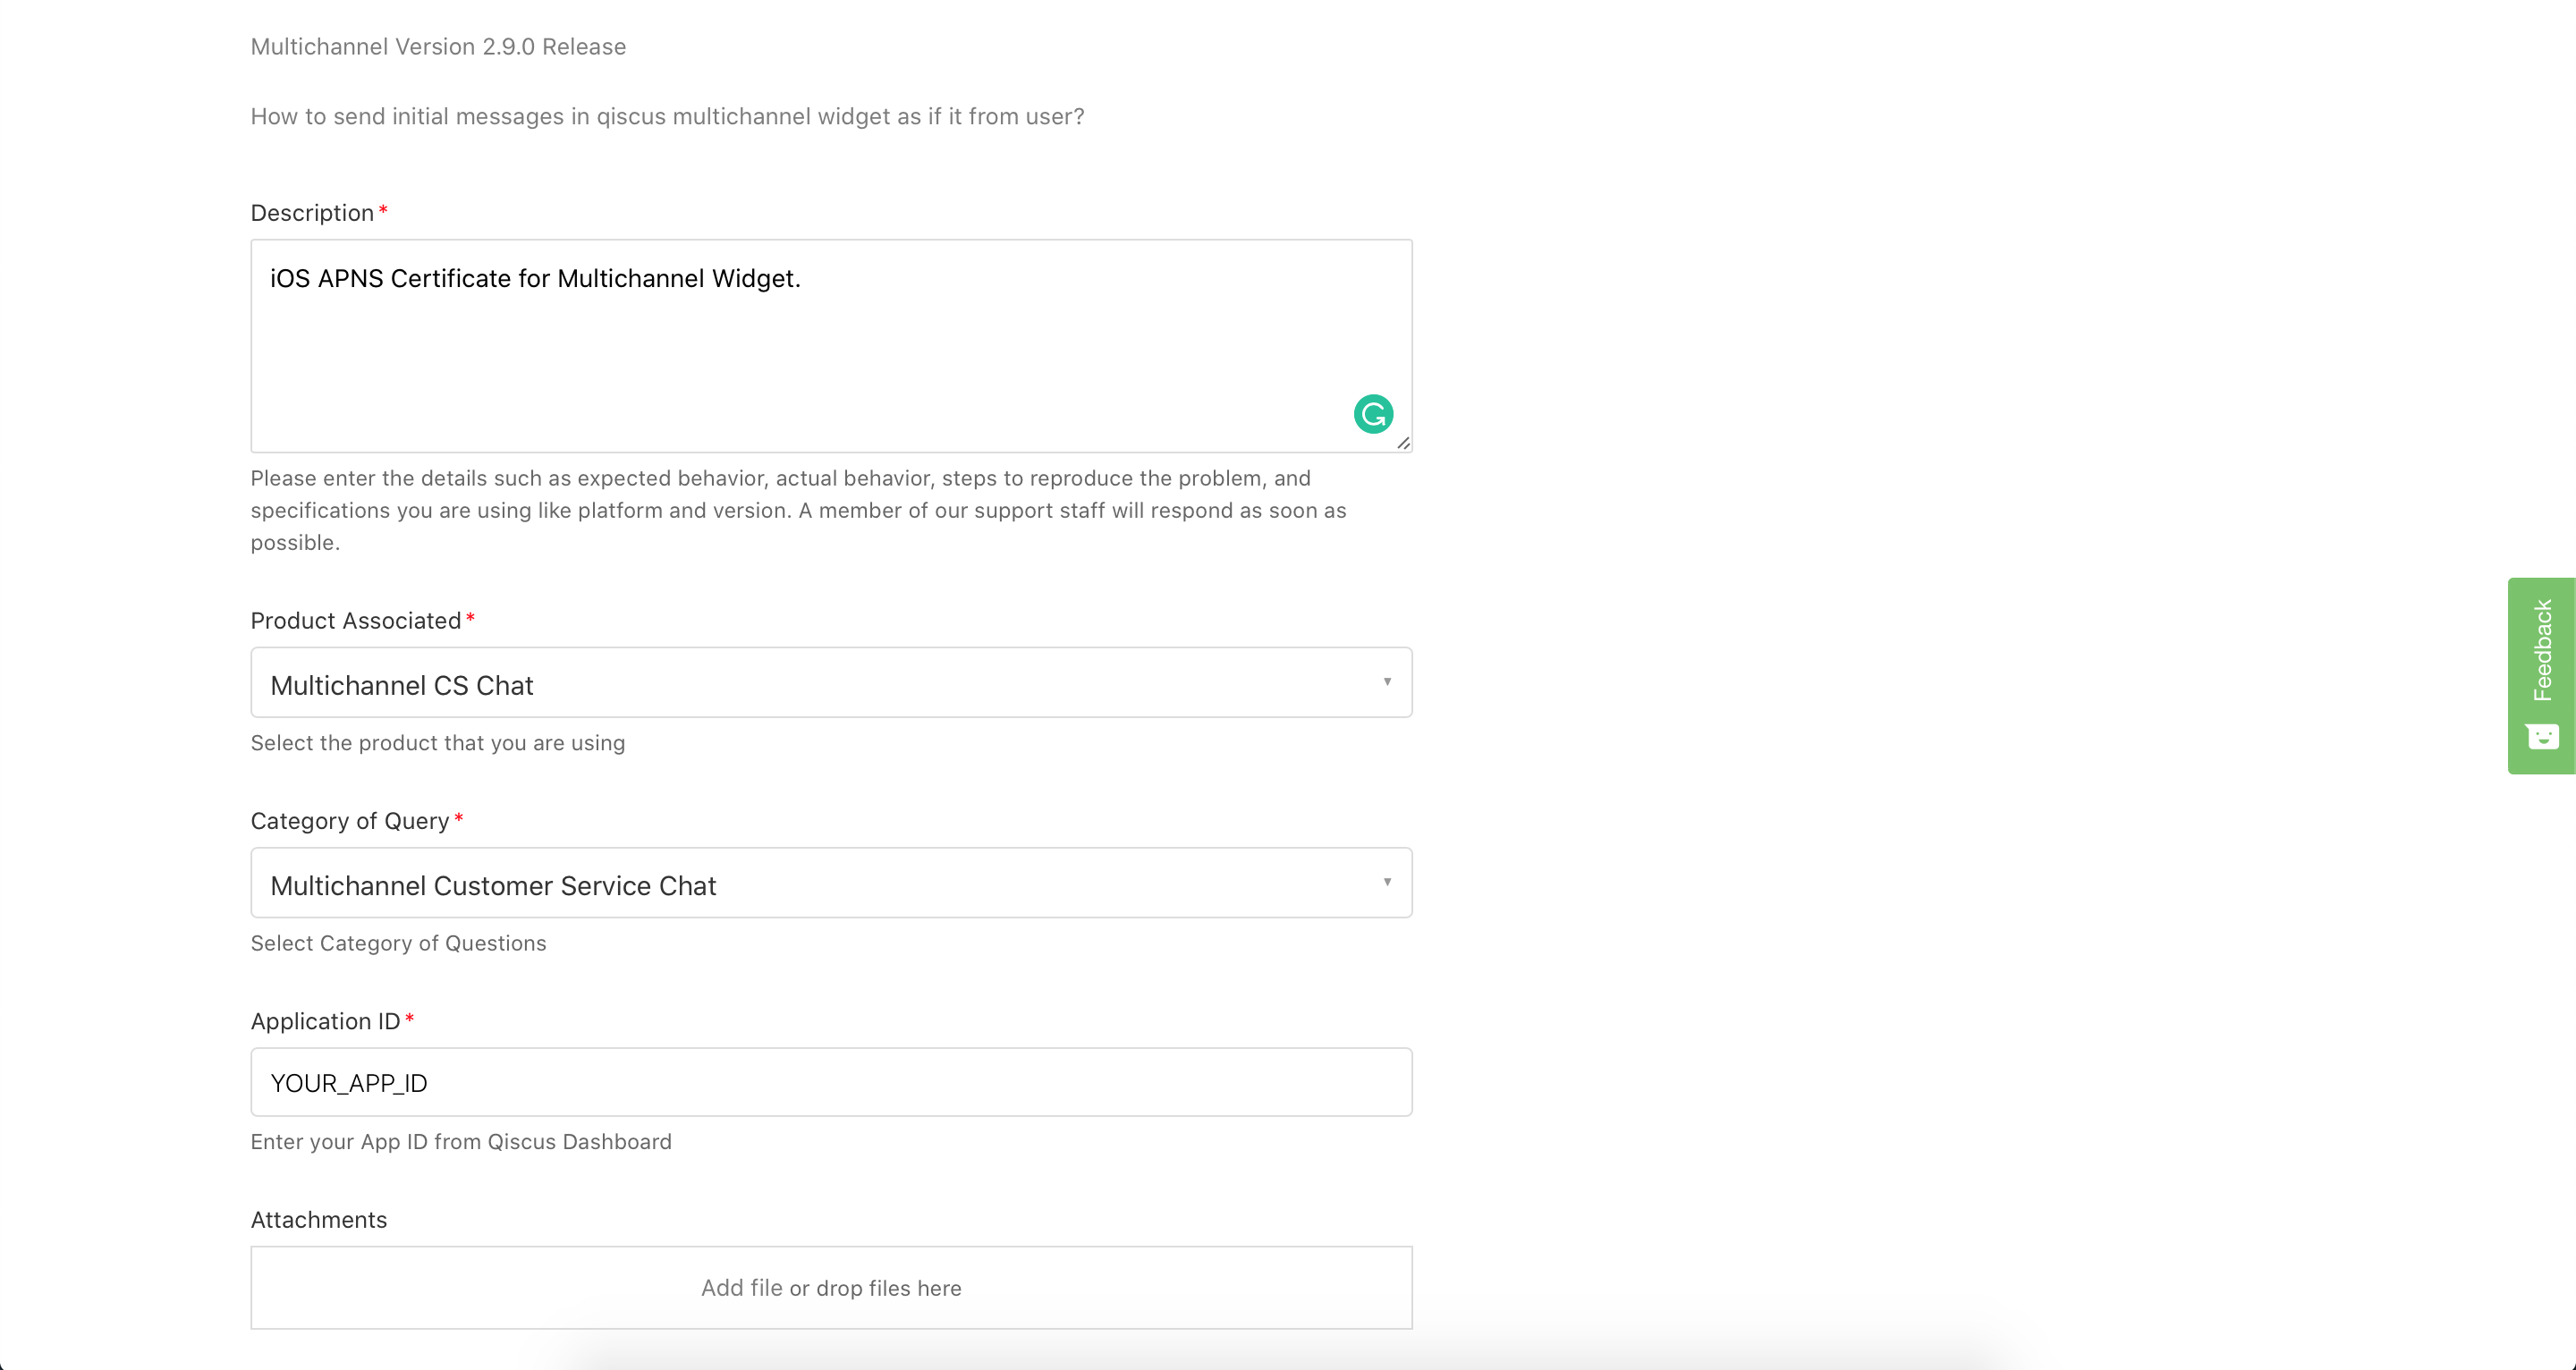 Multichannel Version 2.9.0 Release
How to send initial messages in qiscus multichannel widget as if it from user?
Description*
iOS APNS Certificate for Multichannel Widget.
Please enter the details such as expected behavior, actual behavior, steps to reproduce the problem, and
specifications you are using like platform and version. A member of our support staff will respond as soon as
possible.
Product Associated*
Multichannel CS Chat
Select the product that you are using
Feedback
Category of Query*
Multichannel Customer Service Chat
Select Category of Questions
Application ID*
YOUR_APP_ID
Enter your App ID from Qiscus Dashboard
Attachments
Add file or drop files here